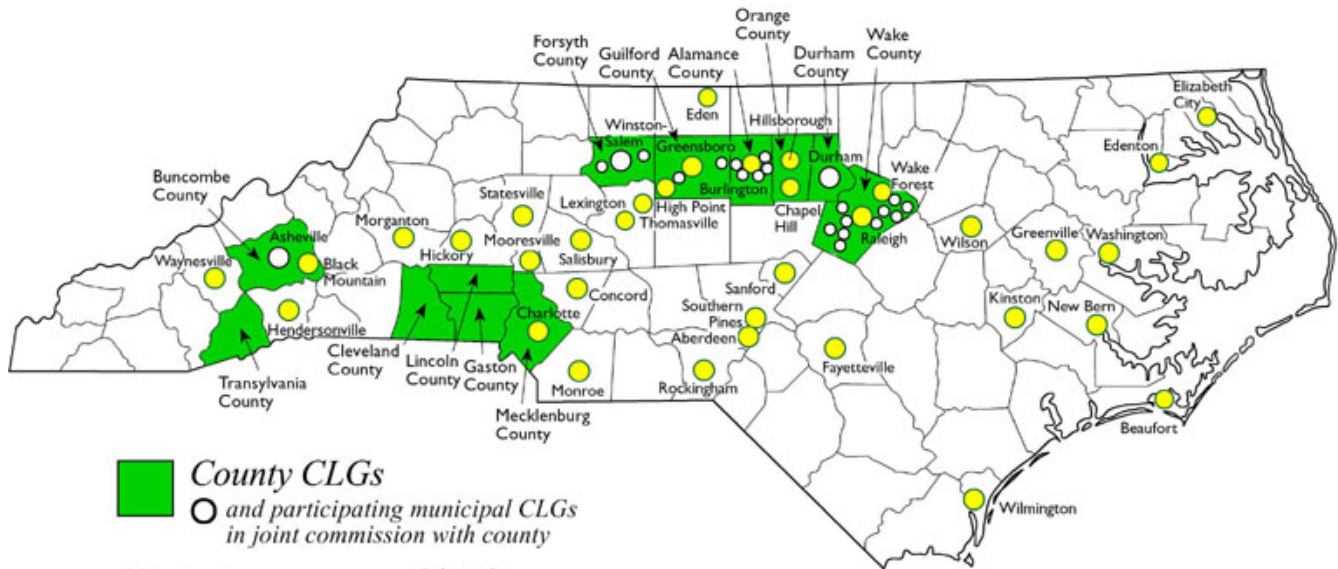 Orange
County
Wake
County
Forsyth
County
Guilford
County
Alamance
County
Durham
County
Elizabeth
City
Eden
Hillsborough
Winston-
Salem
Greensboro
Durham
Edenton
Buncombe
County
Statesville
Lexington
Burlington
Wake
Forest
High Point
Thomasville
Chapel
Hill
Morganton
Asheville
Hickory
Mooresville
Salisbury
Raleigh
Wilson
Greenville
Washington
Waynesville
Black
Mountain
Concord
Sanford
Southern
Pines
Kinston
New Bern
Hendersonville
Charlotte
Aberdeen
Cleveland
County
Lincoln
County
Gaston
County
Fayetteville
Transylvania
County
Monroe
Rockingham
Mecklenburg
County
Beaufort
County CLGs
and participating municipal CLGs
in joint commission with county
Wilmington